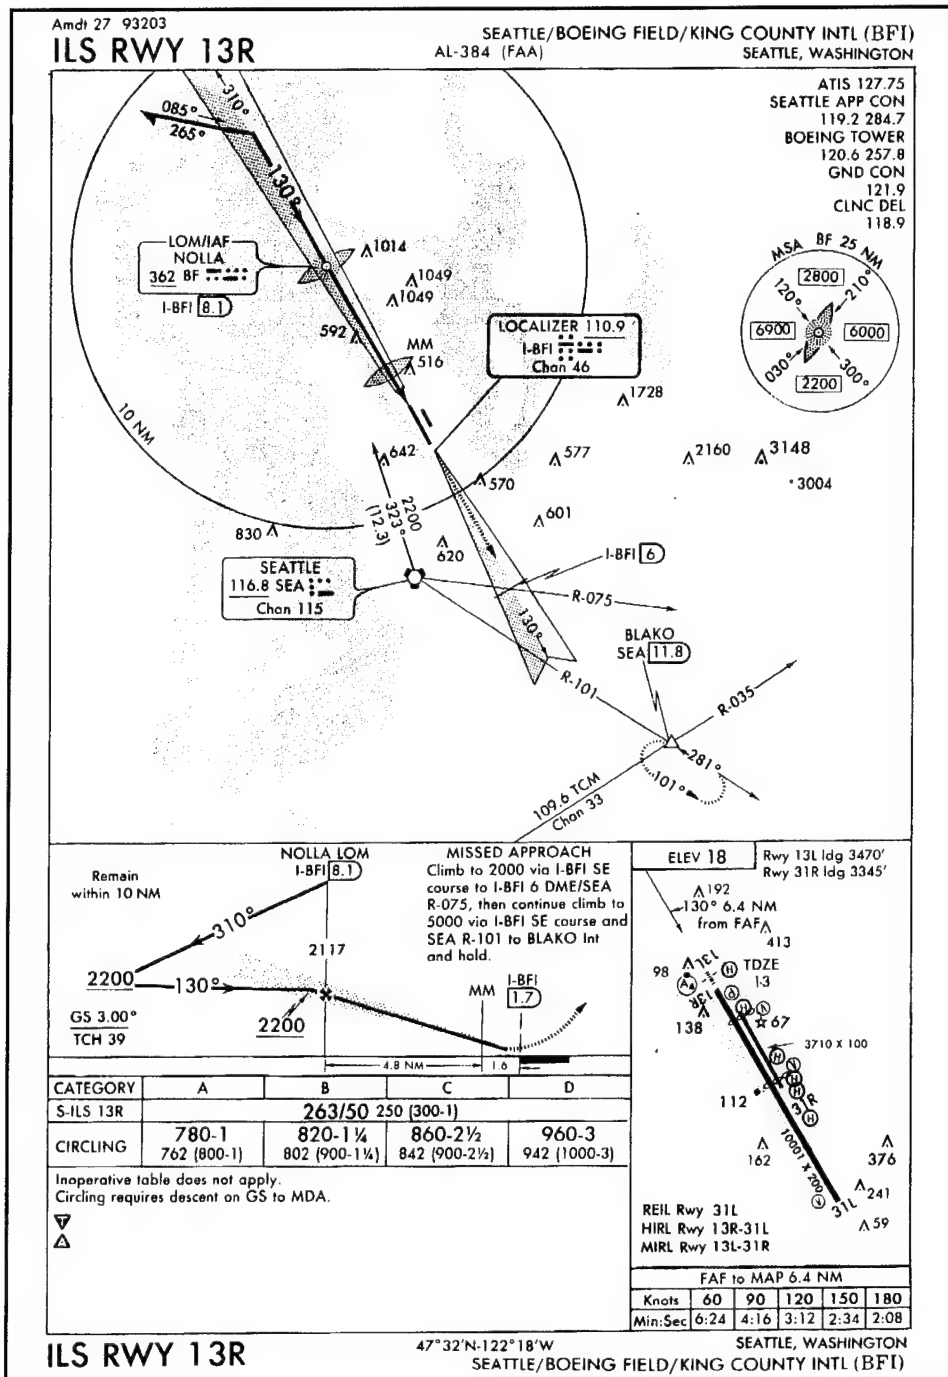 Amdt 27 93203
ILS RWY 13R
SEATTLE/BOEING FIELD/KING COUNTY INTL (BFI)
AL-384 (FAA)
SEATTLE, WASHINGTON
ATIS 127.75
SEATTLE APP CON
119.2 284.7
BOEING TOWER
120.6 257.8
GND CON
121.9
CLNC DEL
118.9
MSA BF 25 NM
2800
120°
210°
6900
6000
030°
300°
2200
310°
085°
265°
130°
LOM/IAF
NOLLA
362 BF
I-BFI 8.1
1014
1049
1049
592
MM
516
LOCALIZER 110.9
I-BFI
Chan 46
1728
10 NM
642
577
2160
3148
3004
570
2200
323°
(12.3)
601
830
620
SEATTLE
116.8 SEA
Chan 115
I-BFI 6
R-075
130°
BLAKO
SEA 11.8
R-101
R-035
281°
101°
109.6 TCM
Chan 33
Remain
within 10 NM
NOLLA LOM
I-BFI 8.1
310°
2117
2200
130°
2200
GS 3.00°
TCH 39
MISSED APPROACH
Climb to 2000 via I-BFI SE
course to I-BFI 6 DME/SEA
R-075, then continue climb to
5000 via I-BFI SE course and
SEA R-101 to BLAKO Int
and hold.
MM
I-BFI
1.7
4.8 NM
1.6
CATEGORY A B C D
S-ILS 13R 263/50 250 (300-1)
CIRCLING 780-1 820-1¼ 860-2½ 960-3
762 (800-1) 802 (900-1¼) 842 (900-2½) 942 (1000-3)
Inoperative table does not apply.
Circling requires descent on GS to MDA.
T
A
ELEV 18
Rwy 13L ldg 3470'
Rwy 31R ldg 3345'
192
130° 6.4 NM
from FAF
413
13L
H
TDZE
13
98
A4
13R
P
H
V
138
67
3710 X 100
H
V
H
H
112
31R
H
10001 X 200
162
376
V
31L
241
59
REIL Rwy 31L
HIRL Rwy 13R-31L
MIRL Rwy 13L-31R
FAF to MAP 6.4 NM
Knots 60 90 120 150 180
Min:Sec 6:24 4:16 3:12 2:34 2:08
ILS RWY 13R
47°32'N-122°18'W
SEATTLE, WASHINGTON
SEATTLE/BOEING FIELD/KING COUNTY INTL (BFI)